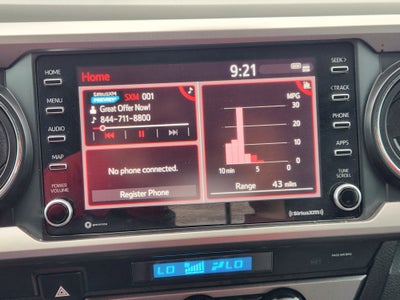 HOME
MENU
AUDIO
MAP
POWER
VOLUME
Home
9:21
SiriusXM
PREVIEW
SXM 001
Great Offer Now!
844-711-8800
No phone connected.
Register Phone
MPG
30
20
10
0
10 min
5
0
Range 43 miles
SEEK
TRACK
PHONE
APPS
TUNE
SCROLL
((SiriusXM))
LO
LO